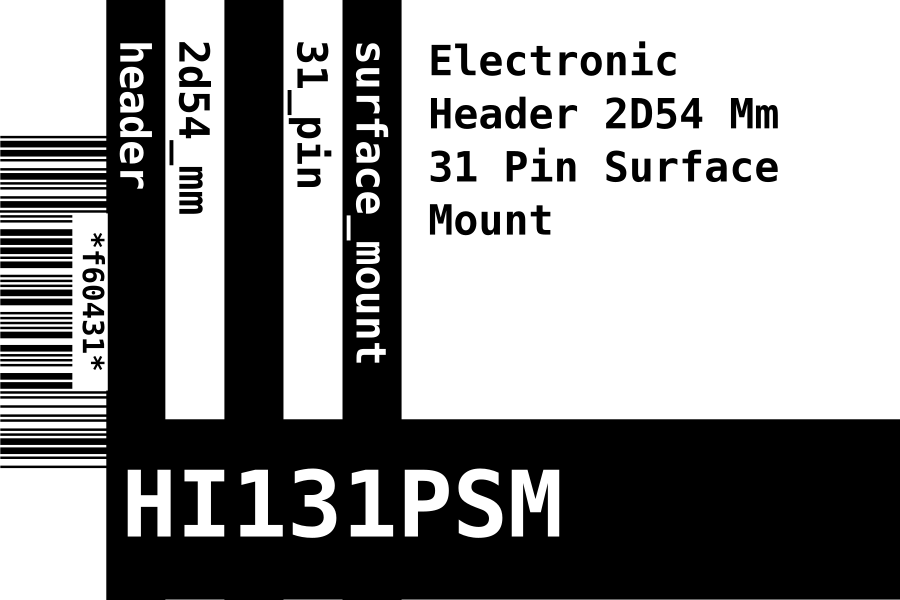 *f60431*
header
2d54_mm
31_pin
surface_mount
Electronic
Header 2D54 Mm
31 Pin Surface
Mount
HI131PSM